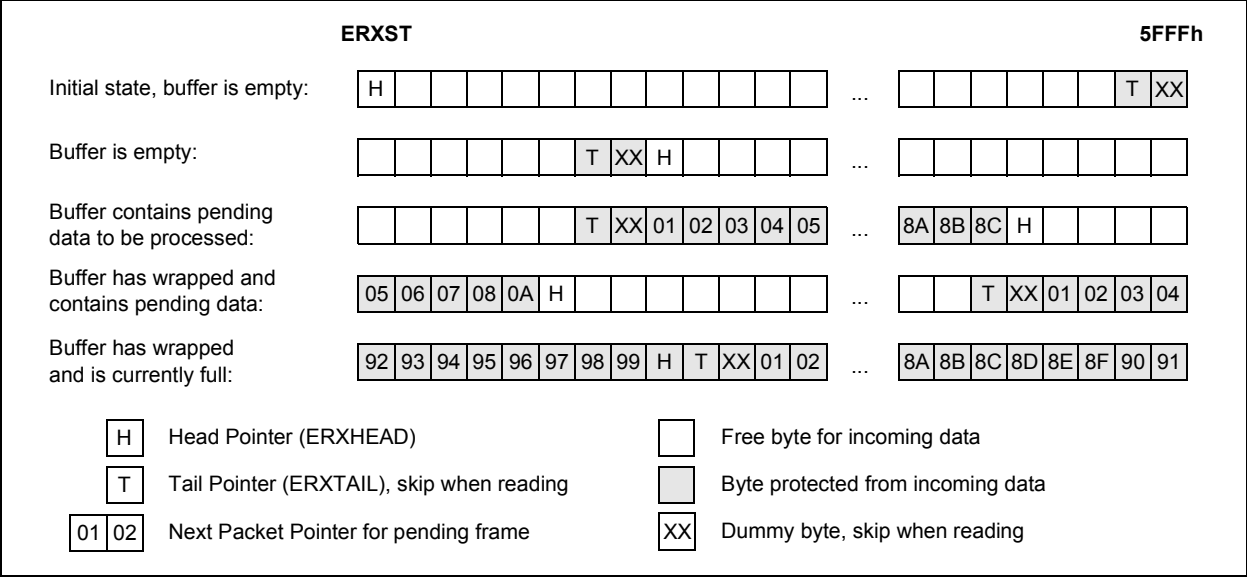 ERXST 5FFFh
Initial state, buffer is empty: H ... T XX
Buffer is empty: T XX H ...
Buffer contains pending
data to be processed: T XX 01 02 03 04 05 ... 8A 8B 8C H
Buffer has wrapped and
contains pending data: 05 06 07 08 0A H ... T XX 01 02 03 04
Buffer has wrapped
and is currently full: 92 93 94 95 96 97 98 99 H T XX 01 02 ... 8A 8B 8C 8D 8E 8F 90 91
H Head Pointer (ERXHEAD) Free byte for incoming data
T Tail Pointer (ERXTAIL), skip when reading Byte protected from incoming data
01 02 Next Packet Pointer for pending frame XX Dummy byte, skip when reading